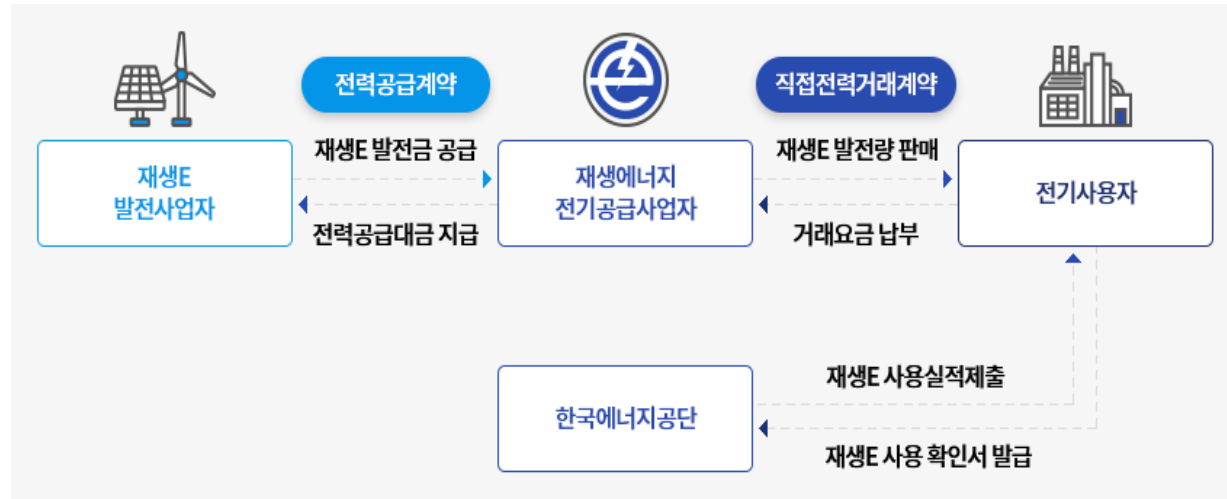 전력공급계약
직접전력거래계약
재생E 발전금 공급
재생E 발전량 판매
재생E
발전사업자
재생에너지
전기공급사업자
전기사용자
전력공급대금 지급
거래요금 납부
재생E 사용실적제출
한국에너지공단
재생E 사용 확인서 발급